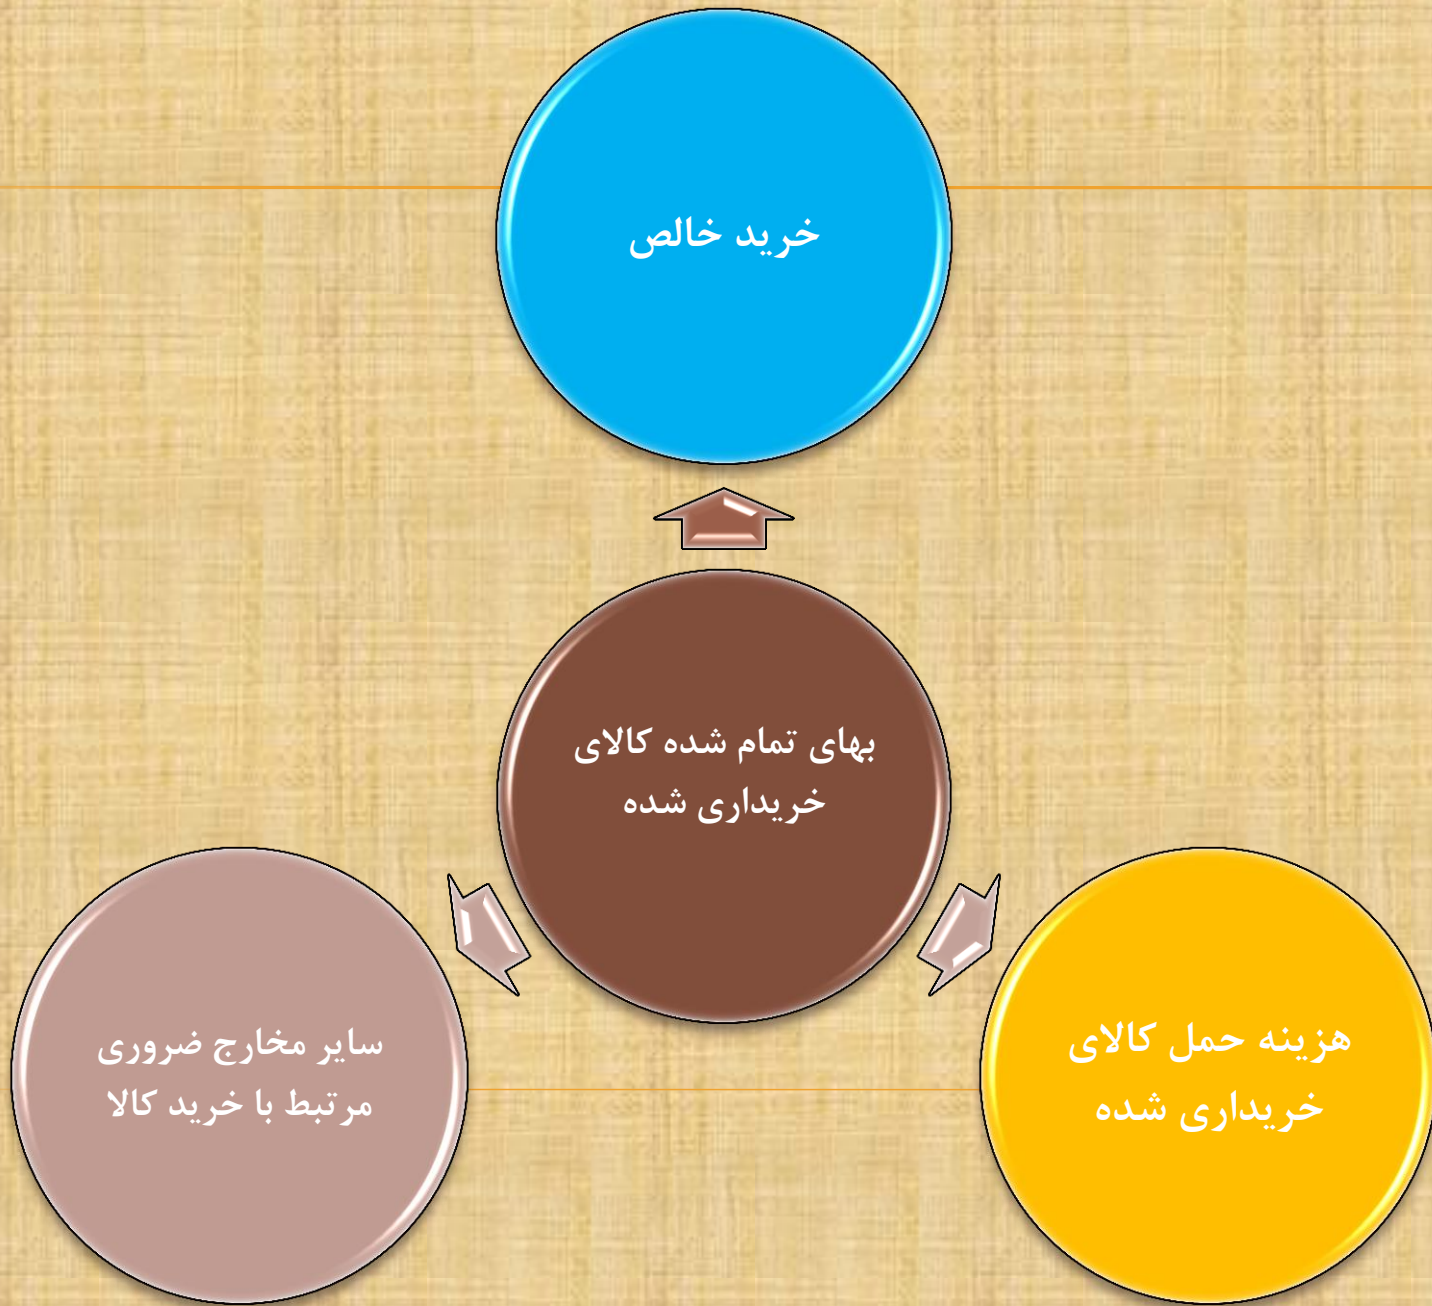 خرید خالص
بهای تمام شده کالای
خریداری شده
هزینه حمل کالای
خریداری شده
سایر مخارج ضروری
مرتبط با خرید کالا